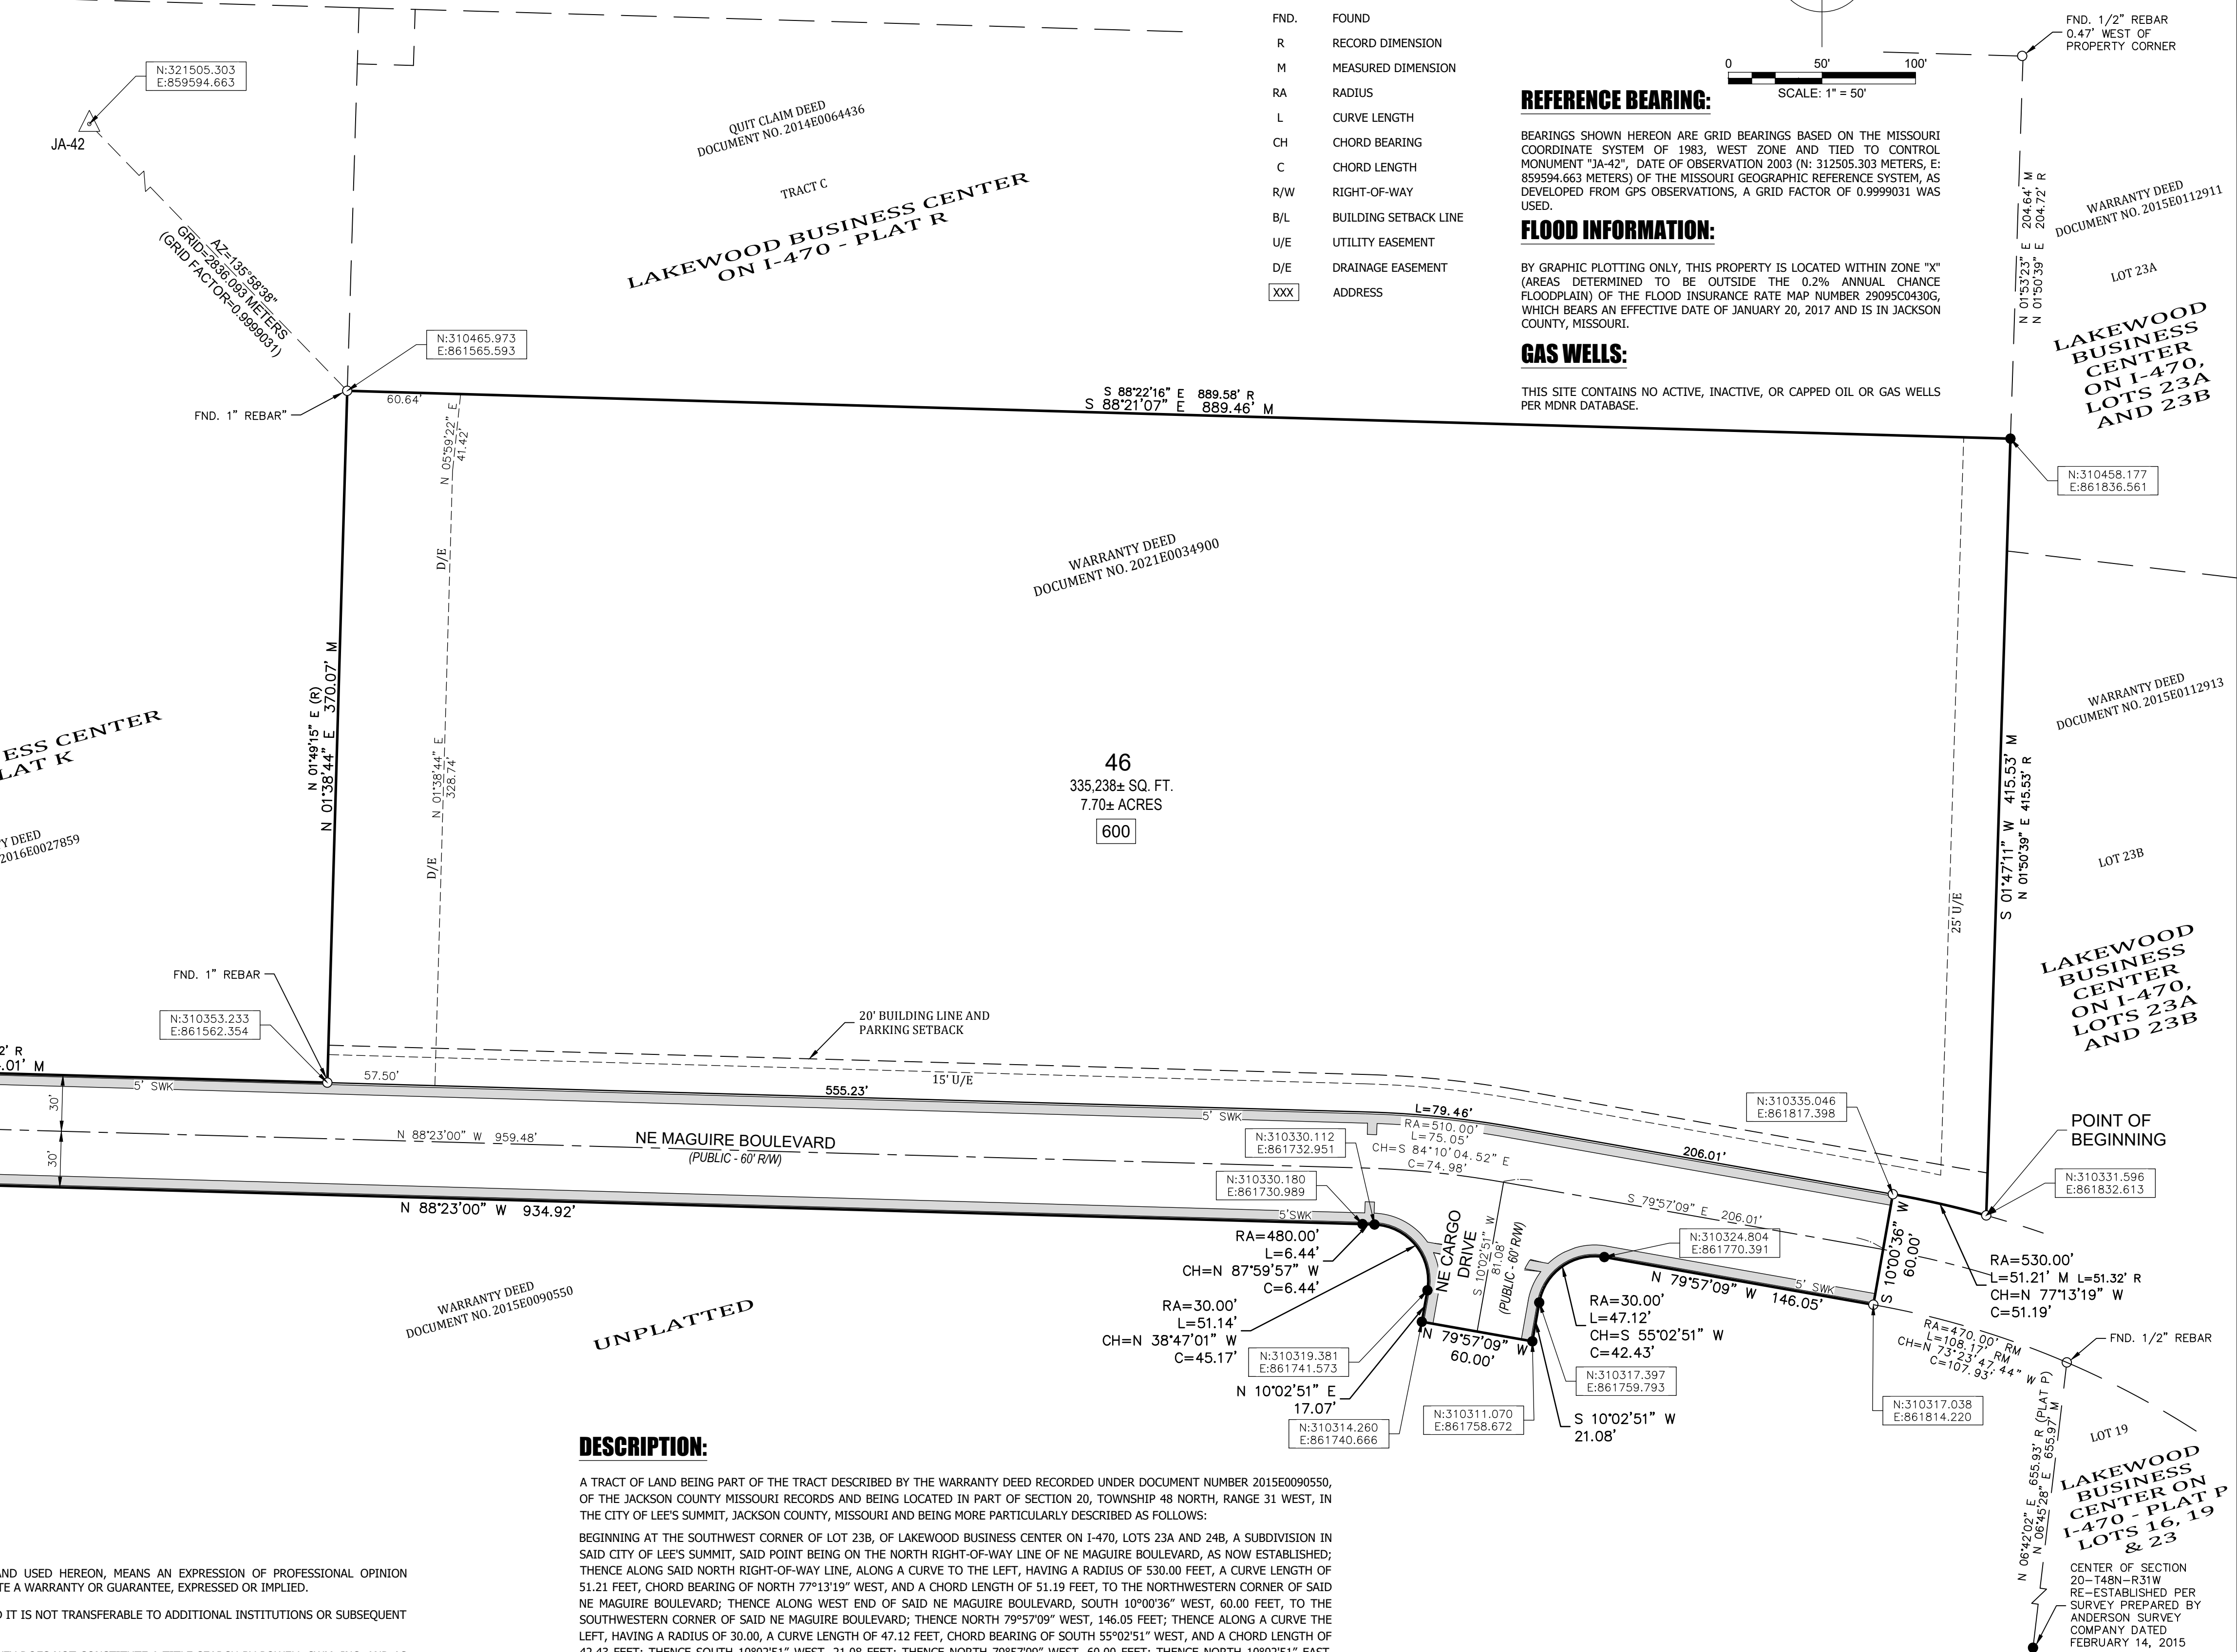 FND. FOUND
R RECORD DIMENSION
M MEASURED DIMENSION
RA RADIUS
L CURVE LENGTH
CH CHORD BEARING
C CHORD LENGTH
R/W RIGHT-OF-WAY
B/L BUILDING SETBACK LINE
U/E UTILITY EASEMENT
D/E DRAINAGE EASEMENT
XXX ADDRESS
0 50' 100'
SCALE: 1" = 50'
FND. 1/2" REBAR
0.47' WEST OF
PROPERTY CORNER
REFERENCE BEARING:
BEARINGS SHOWN HEREON ARE GRID BEARINGS BASED ON THE MISSOURI
COORDINATE SYSTEM OF 1983, WEST ZONE AND TIED TO CONTROL
MONUMENT "JA-42", DATE OF OBSERVATION 2003 (N: 312505.303 METERS, E:
859594.663 METERS) OF THE MISSOURI GEOGRAPHIC REFERENCE SYSTEM, AS
DEVELOPED FROM GPS OBSERVATIONS, A GRID FACTOR OF 0.9999031 WAS
USED.
FLOOD INFORMATION:
BY GRAPHIC PLOTTING ONLY, THIS PROPERTY IS LOCATED WITHIN ZONE "X"
(AREAS DETERMINED TO BE OUTSIDE THE 0.2% ANNUAL CHANCE
FLOODPLAIN) OF THE FLOOD INSURANCE RATE MAP NUMBER 29095C0430G,
WHICH BEARS AN EFFECTIVE DATE OF JANUARY 20, 2017 AND IS IN JACKSON
COUNTY, MISSOURI.
GAS WELLS:
THIS SITE CONTAINS NO ACTIVE, INACTIVE, OR CAPPED OIL OR GAS WELLS
PER MDNR DATABASE.
N:321505.303
E:859594.663
JA-42
AZ=135°58'38"
GRID=2836.093 METERS
(GRID FACTOR=0.9999031)
QUIT CLAIM DEED
DOCUMENT NO. 2014E0064436
TRACT C
LAKEWOOD BUSINESS CENTER
ON I-470 - PLAT R
N:310465.973
E:861565.593
FND. 1" REBAR"
60.64'
N 05°59'22" E
41.42'
S 88°22'16" E 889.58' R
S 88°21'07" E 889.46' M
N 01°53'23" E 204.64' M
N 01°50'39" E 204.72' R
WARRANTY DEED
DOCUMENT NO. 2015E0112911
LOT 23A
LAKEWOOD
BUSINESS
CENTER
ON I-470,
LOTS 23A
AND 23B
N:310458.177
E:861836.561
D/E
WARRANTY DEED
DOCUMENT NO. 2021E0034900
N 01°49'15" E (R)
N 01°38'44" E 370.07' M
N 01°38'44" E
328.74'
D/E
ESS CENTER
LAT K
Y DEED
2016E0027859
46
335,238± SQ. FT.
7.70± ACRES
600
S 01°47'11" W 415.53' M
N 01°50'39" E 415.53' R
25' U/E
WARRANTY DEED
DOCUMENT NO. 2015E0112913
LOT 23B
LAKEWOOD
BUSINESS
CENTER
ON I-470,
LOTS 23A
AND 23B
FND. 1" REBAR
N:310353.233
E:861562.354
2' R
.01' M
5' SWK
30'
30'
57.50'
555.23'
20' BUILDING LINE AND
PARKING SETBACK
15' U/E
N 88°23'00" W 959.48'
NE MAGUIRE BOULEVARD
(PUBLIC - 60' R/W)
N 88°23'00" W 934.92'
5' SWK
L=79.46'
RA=510.00'
L=75.05'
CH=S 84°10'04.52" E
C=74.98'
206.01'
S 79°57'09" E 206.01'
N:310335.046
E:861817.398
POINT OF
BEGINNING
N:310331.596
E:861832.613
N:310330.112
E:861732.951
N:310330.180
E:861730.989
5'SWK
RA=480.00'
L=6.44'
CH=N 87°59'57" W
C=6.44'
RA=30.00'
L=51.14'
CH=N 38°47'01" W
C=45.17'
NE CARGO
DRIVE
S 10°02'51" W
81.08'
(PUBLIC - 60' R/W)
N:310324.804
E:861770.391
N 79°57'09" W 146.05'
5' SWK
S 10°00'36" W
60.00'
RA=530.00'
L=51.21' M L=51.32' R
CH=N 77°13'19" W
C=51.19'
RA=30.00'
L=47.12'
CH=S 55°02'51" W
C=42.43'
N 79°57'09" W
60.00'
N:310319.381
E:861741.573
N 10°02'51" E
17.07'
N:310314.260
E:861740.666
N:310311.070
E:861758.672
N:310317.397
E:861759.793
S 10°02'51" W
21.08'
N:310317.038
E:861814.220
RA=470.00' RM
L=108.17' RM
CH=N 73°23'47.44" W
C=107.93'
FND. 1/2" REBAR
N 06°42'02" E 655.93' R (PLAT P)
N 06°45'28" E 655.97' M
LOT 19
LAKEWOOD
BUSINESS
CENTER ON
I-470 - PLAT P
LOTS 16, 19
& 23
CENTER OF SECTION
20-T48N-R31W
RE-ESTABLISHED PER
SURVEY PREPARED BY
ANDERSON SURVEY
COMPANY DATED
FEBRUARY 14, 2015
WARRANTY DEED
DOCUMENT NO. 2015E0090550
UNPLATTED
DESCRIPTION:
A TRACT OF LAND BEING PART OF THE TRACT DESCRIBED BY THE WARRANTY DEED RECORDED UNDER DOCUMENT NUMBER 2015E0090550,
OF THE JACKSON COUNTY MISSOURI RECORDS AND BEING LOCATED IN PART OF SECTION 20, TOWNSHIP 48 NORTH, RANGE 31 WEST, IN
THE CITY OF LEE'S SUMMIT, JACKSON COUNTY, MISSOURI AND BEING MORE PARTICULARLY DESCRIBED AS FOLLOWS:
BEGINNING AT THE SOUTHWEST CORNER OF LOT 23B, OF LAKEWOOD BUSINESS CENTER ON I-470, LOTS 23A AND 24B, A SUBDIVISION IN
SAID CITY OF LEE'S SUMMIT, SAID POINT BEING ON THE NORTH RIGHT-OF-WAY LINE OF NE MAGUIRE BOULEVARD, AS NOW ESTABLISHED;
THENCE ALONG SAID NORTH RIGHT-OF-WAY LINE, ALONG A CURVE TO THE LEFT, HAVING A RADIUS OF 530.00 FEET, A CURVE LENGTH OF
51.21 FEET, CHORD BEARING OF NORTH 77°13'19" WEST, AND A CHORD LENGTH OF 51.19 FEET, TO THE NORTHWESTERN CORNER OF SAID
NE MAGUIRE BOULEVARD; THENCE ALONG WEST END OF SAID NE MAGUIRE BOULEVARD, SOUTH 10°00'36" WEST, 60.00 FEET, TO THE
SOUTHWESTERN CORNER OF SAID NE MAGUIRE BOULEVARD; THENCE NORTH 79°57'09" WEST, 146.05 FEET; THENCE ALONG A CURVE THE
LEFT, HAVING A RADIUS OF 30.00, A CURVE LENGTH OF 47.12 FEET, CHORD BEARING OF SOUTH 55°02'51" WEST, AND A CHORD LENGTH OF
42.43 FEET; THENCE SOUTH 10°02'51" WEST, 21.08 FEET; THENCE NORTH 79°57'09" WEST, 60.00 FEET; THENCE NORTH 10°02'51" EAST,
AND USED HEREON, MEANS AN EXPRESSION OF PROFESSIONAL OPINION
TE A WARRANTY OR GUARANTEE, EXPRESSED OR IMPLIED.
D IT IS NOT TRANSFERABLE TO ADDITIONAL INSTITUTIONS OR SUBSEQUENT